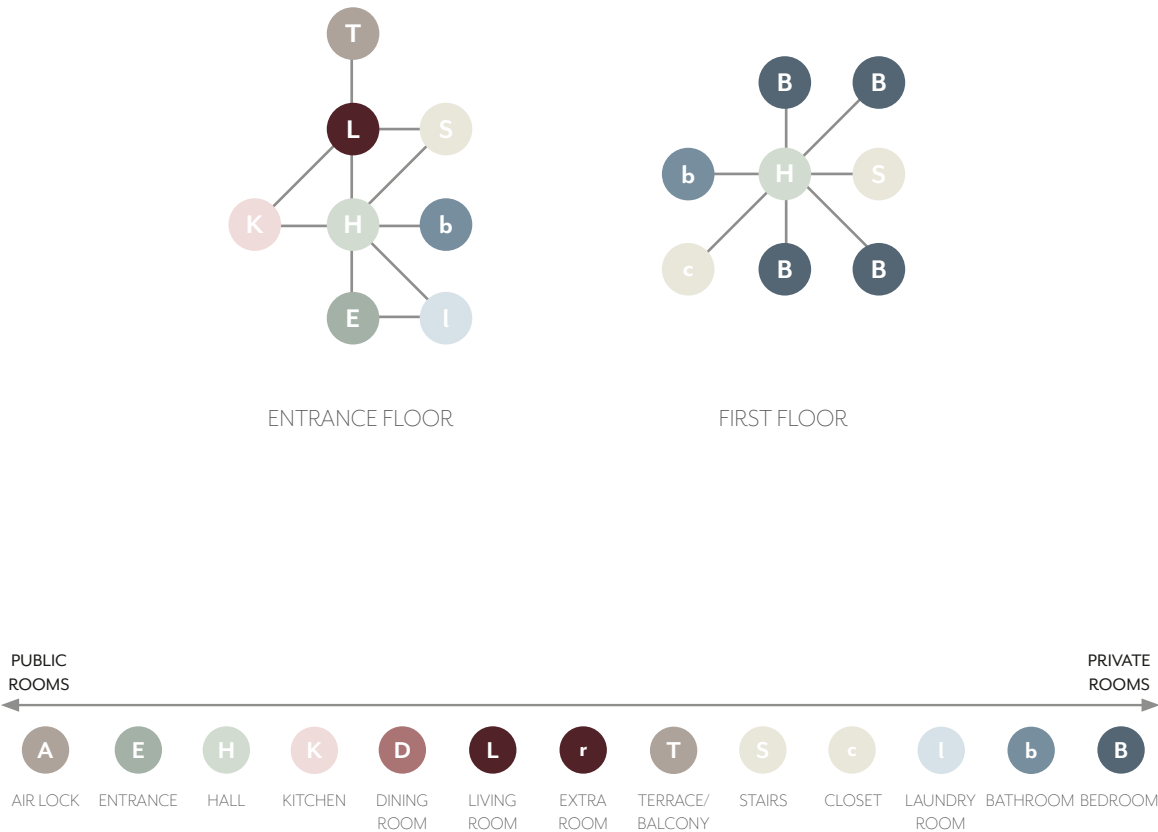 T
L
S
K
H
b
E
l
B
B
b
H
S
c
B
B
ENTRANCE FLOOR
FIRST FLOOR
PUBLIC
ROOMS
PRIVATE
ROOMS
A
E
H
K
D
L
r
T
S
c
l
b
B
AIR LOCK
ENTRANCE
HALL
KITCHEN
DINING
ROOM
LIVING
ROOM
EXTRA
ROOM
TERRACE/
BALCONY
STAIRS
CLOSET
LAUNDRY
ROOM
BATHROOM
BEDROOM